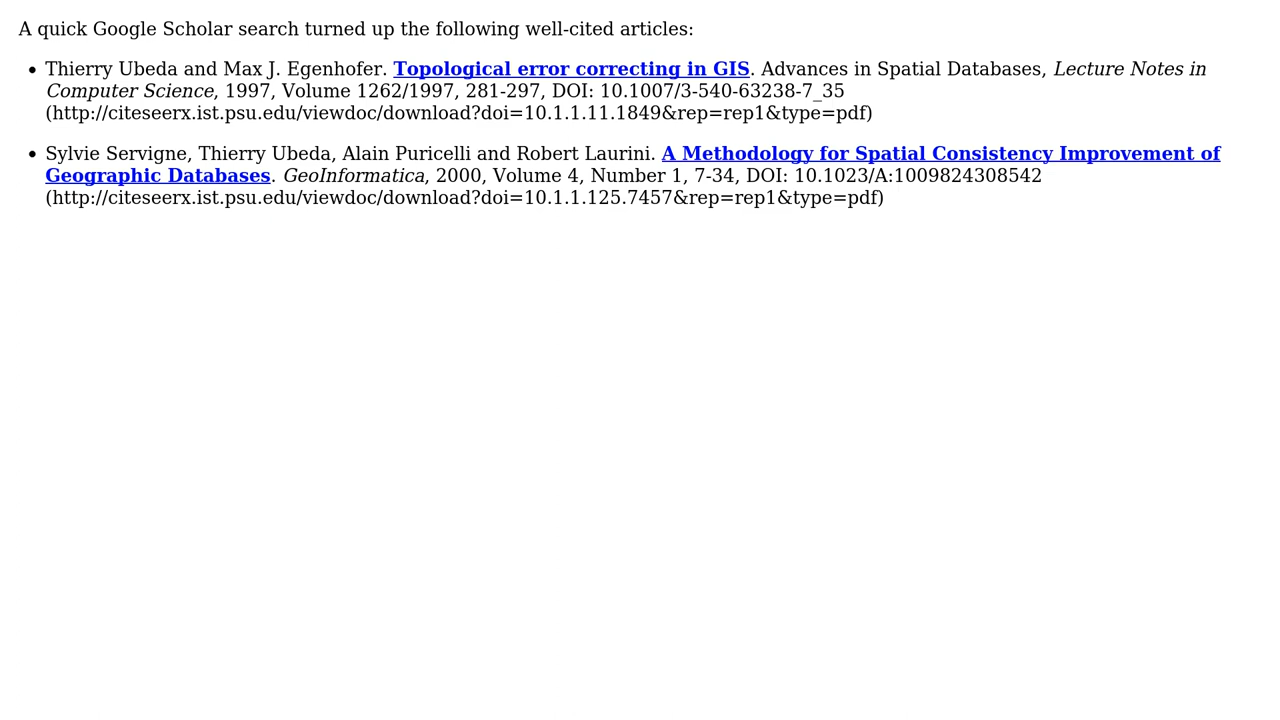 A quick Google Scholar search turned up the following well-cited articles:
• Thierry Ubeda and Max J. Egenhofer. Topological error correcting in GIS. Advances in Spatial Databases, Lecture Notes in
Computer Science, 1997, Volume 1262/1997, 281-297, DOI: 10.1007/3-540-63238-7_35
(http://citeseerx.ist.psu.edu/viewdoc/download?doi=10.1.1.11.1849&rep=rep1&type=pdf)
• Sylvie Servigne, Thierry Ubeda, Alain Puricelli and Robert Laurini. A Methodology for Spatial Consistency Improvement of
Geographic Databases. GeoInformatica, 2000, Volume 4, Number 1, 7-34, DOI: 10.1023/A:1009824308542
(http://citeseerx.ist.psu.edu/viewdoc/download?doi=10.1.1.125.7457&rep=rep1&type=pdf)